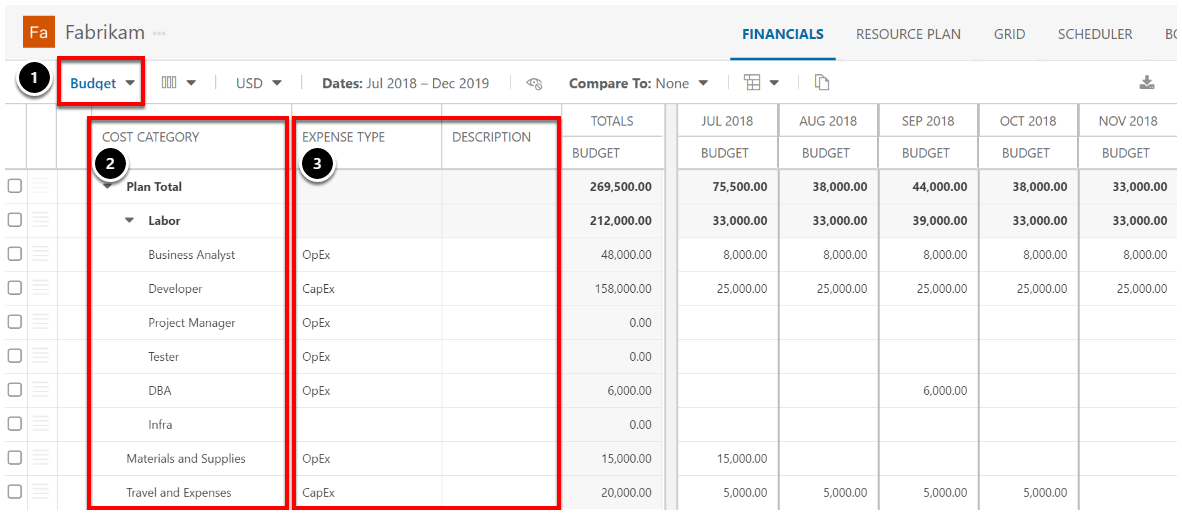 Fa Fabrikam ···
FINANCIALS RESOURCE PLAN GRID SCHEDULER BO
1 Budget USD Dates: Jul 2018 – Dec 2019 Compare To: None
COST CATEGORY EXPENSE TYPE DESCRIPTION TOTALS JUL 2018 AUG 2018 SEP 2018 OCT 2018 NOV 2018
2 3 BUDGET BUDGET BUDGET BUDGET BUDGET BUDGET
Plan Total 269,500.00 75,500.00 38,000.00 44,000.00 38,000.00 33,000.00
Labor 212,000.00 33,000.00 33,000.00 39,000.00 33,000.00 33,000.00
Business Analyst OpEx 48,000.00 8,000.00 8,000.00 8,000.00 8,000.00 8,000.00
Developer CapEx 158,000.00 25,000.00 25,000.00 25,000.00 25,000.00 25,000.00
Project Manager OpEx 0.00
Tester OpEx 0.00
DBA OpEx 6,000.00 6,000.00
Infra 0.00
Materials and Supplies OpEx 15,000.00 15,000.00
Travel and Expenses CapEx 20,000.00 5,000.00 5,000.00 5,000.00 5,000.00